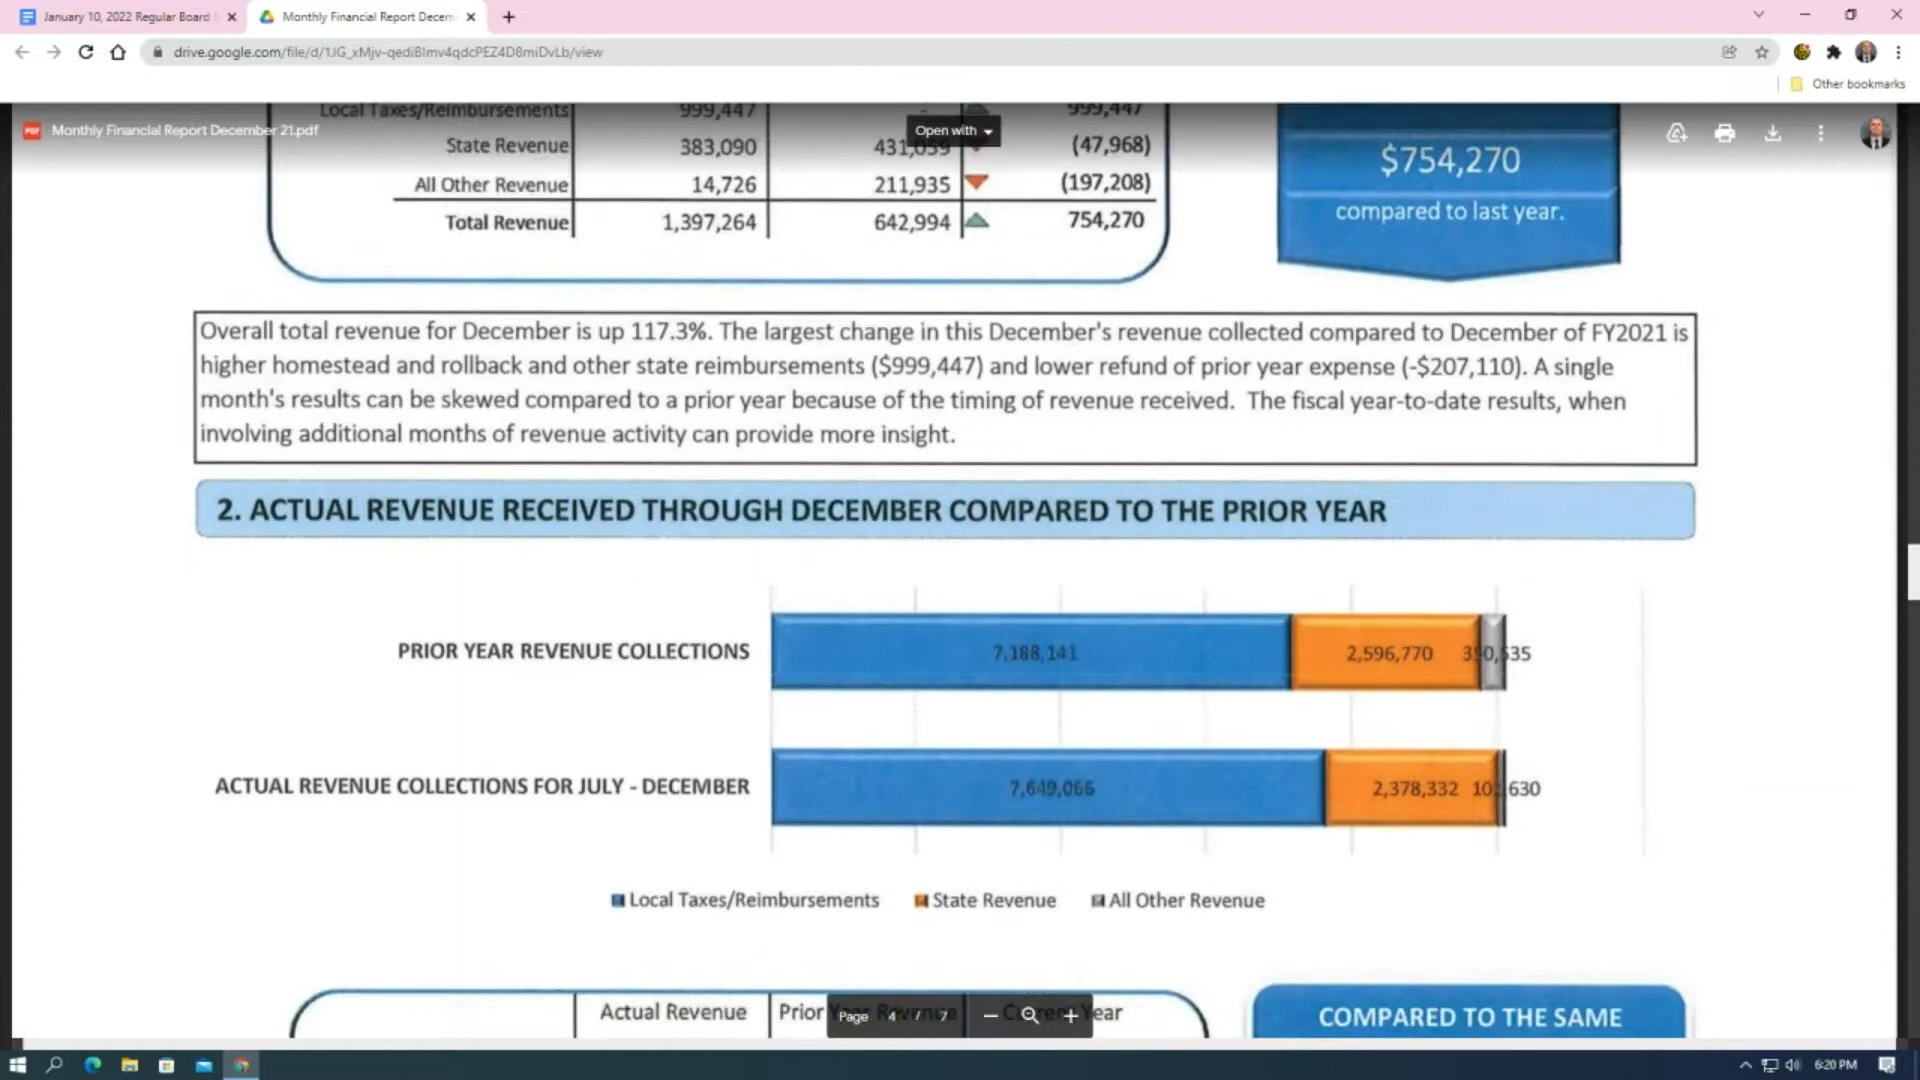 January 10, 2022 Regular Board
Monthly Financial Report Decem
drive.google.com/file/d/1JG_xMjv-qediBImv4qdcPEZ4D8miDvLb/view
Other bookmarks
Monthly Financial Report December 21.pdf
Open with
Local Taxes/Reimbursements 999,447 - 999,447
State Revenue 383,090 431,059 (47,968)
All Other Revenue 14,726 211,935 (197,208)
Total Revenue 1,397,264 642,994 754,270
$754,270
compared to last year.
Overall total revenue for December is up 117.3%. The largest change in this December's revenue collected compared to December of FY2021 is
higher homestead and rollback and other state reimbursements ($999,447) and lower refund of prior year expense (-$207,110). A single
month's results can be skewed compared to a prior year because of the timing of revenue received. The fiscal year-to-date results, when
involving additional months of revenue activity can provide more insight.
2. ACTUAL REVENUE RECEIVED THROUGH DECEMBER COMPARED TO THE PRIOR YEAR
PRIOR YEAR REVENUE COLLECTIONS 7,188,141 2,596,770
ACTUAL REVENUE COLLECTIONS FOR JULY - DECEMBER 7,649,066 2,378,332
Local Taxes/Reimbursements State Revenue All Other Revenue
Actual Revenue Prior Year Revenue Current Year
Page 4 / 7
COMPARED TO THE SAME
6:20 PM